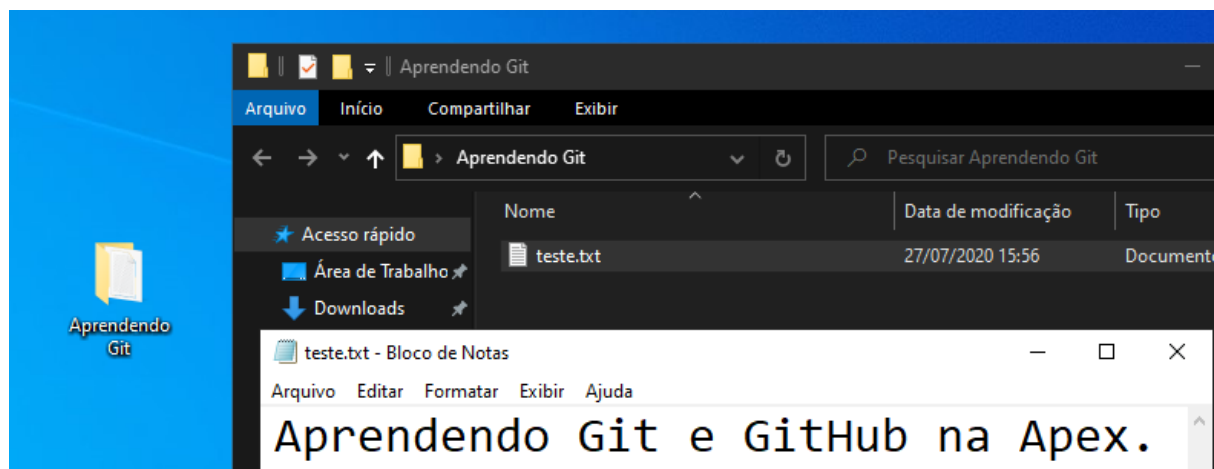 Aprendendo Git
Arquivo Início Compartilhar Exibir
Aprendendo Git Pesquisar Aprendendo Git
Nome Data de modificação Tipo
Acesso rápido
teste.txt 27/07/2020 15:56
Área de Trabalho
Downloads
Aprendendo
Git
teste.txt - Bloco de Notas
Arquivo Editar Formatar Exibir Ajuda
Aprendendo Git e GitHub na Apex.